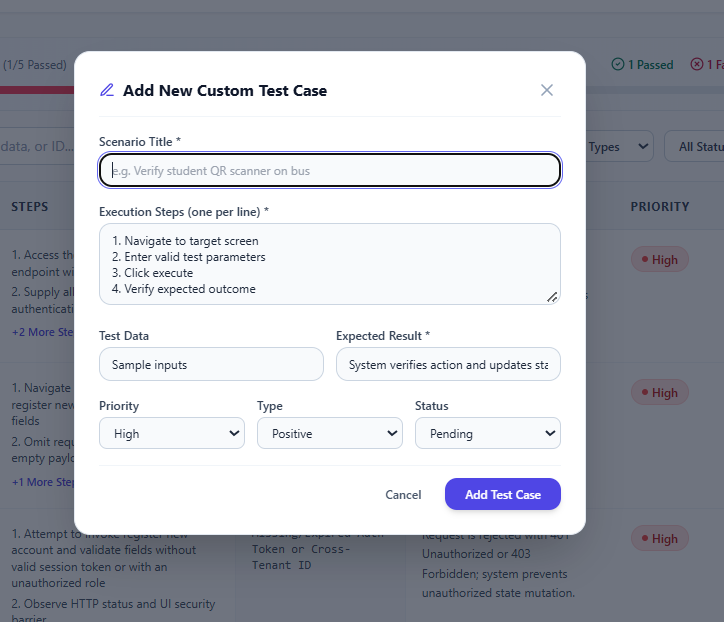 (1/5 Passed)
1 Passed
1 Fa
data, or ID...
Types
All Statu
STEPS
PRIORITY
1. Access th
endpoint wi
2. Supply all
authenticati
+2 More Ste
High
1. Navigate
register new
fields
2. Omit requ
empty paylo
+1 More Step
High
1. Attempt to invoke register new
account and validate fields without
valid session token or with an
unauthorized role
2. Observe HTTP status and UI security
barrier
Missing/Expired Auth
Token or Cross-
Tenant ID
Request is rejected with 401
Unauthorized or 403
Forbidden; system prevents
unauthorized state mutation.
High
Add New Custom Test Case
Scenario Title *
e.g. Verify student QR scanner on bus
Execution Steps (one per line) *
1. Navigate to target screen
2. Enter valid test parameters
3. Click execute
4. Verify expected outcome
Test Data
Expected Result *
Sample inputs
System verifies action and updates sta
Priority
Type
Status
High
Positive
Pending
Cancel
Add Test Case